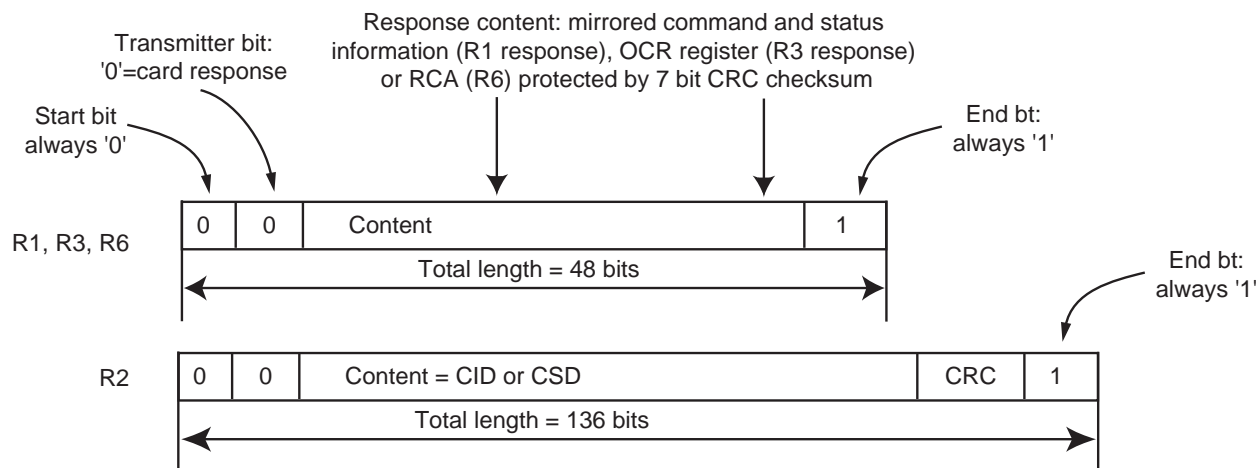 Response content: mirrored command and status
information (R1 response), OCR register (R3 response)
or RCA (R6) protected by 7 bit CRC checksum
Transmitter bit:
'0'=card response
Start bit
always '0'
End bt:
always '1'
R1, R3, R6
0 0 Content 1
Total length = 48 bits
End bt:
always '1'
R2
0 0 Content = CID or CSD CRC 1
Total length = 136 bits